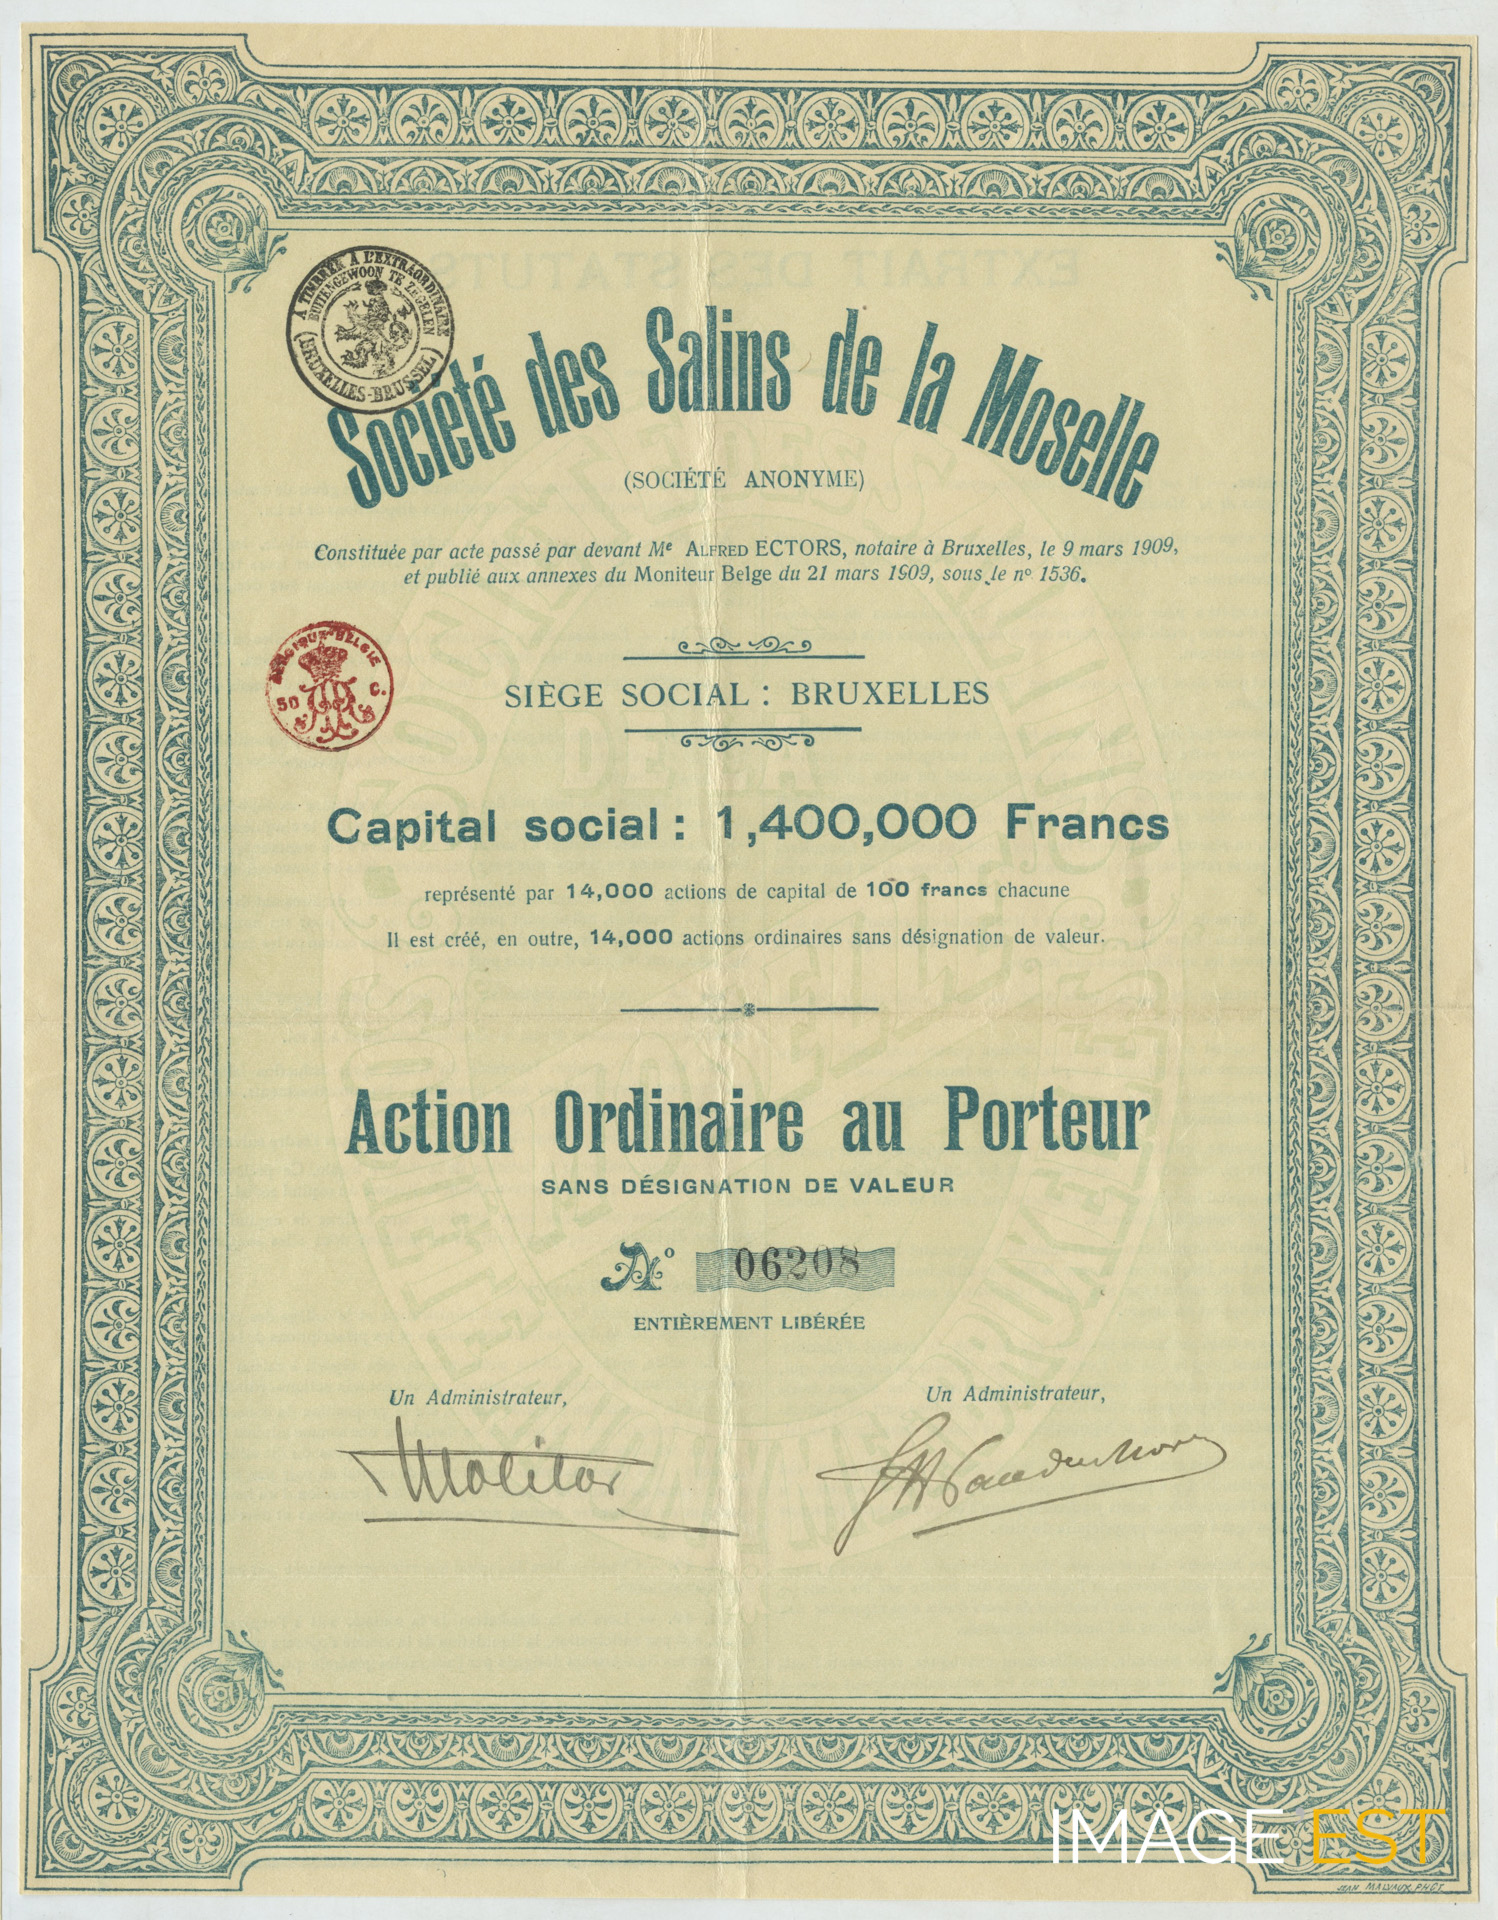 A TIMBRER A L'EXTRAORDINAIRE
BUITENGEWOON TE ZEGELEN
(BRUXELLES-BRUSSEL)
Société des Salins de la Moselle
(SOCIÉTÉ ANONYME)
Constituée par acte passé par devant Me ALFRED ECTORS, notaire à Bruxelles, le 9 mars 1909,
et publié aux annexes du Moniteur Belge du 21 mars 1909, sous le no 1536.
BELGIQUE-BELGIE
50 C.
SIÈGE SOCIAL : BRUXELLES
Capital social : 1,400,000 Francs
représenté par 14,000 actions de capital de 100 francs chacune
Il est créé, en outre, 14,000 actions ordinaires sans désignation de valeur.
Action Ordinaire au Porteur
SANS DÉSIGNATION DE VALEUR
No 06208
ENTIÈREMENT LIBÉRÉE
Un Administrateur,
Un Administrateur,
Molitor
IMAGE'EST
JEAN MALVAUX, PH.GT.